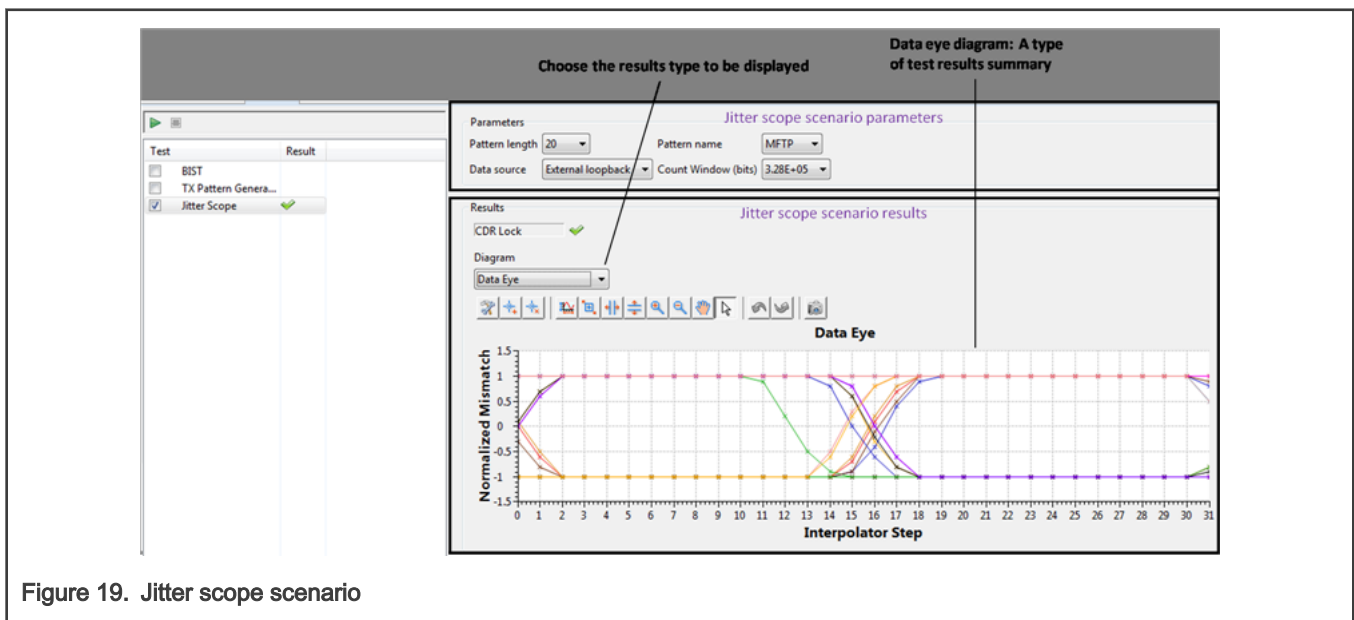 Choose the results type to be displayed
Data eye diagram: A type
of test results summary
Test Result
BIST
TX Pattern Genera...
Jitter Scope
Parameters
Jitter scope scenario parameters
Pattern length 20 Pattern name MFTP
Data source External loopback Count Window (bits) 3.28E+05
Results
Jitter scope scenario results
CDR Lock
Diagram
Data Eye
Data Eye
Normalized Mismatch
1.5
1
0.5
0
-0.5
-1
-1.5
0 1 2 3 4 5 6 7 8 9 10 11 12 13 14 15 16 17 18 19 20 21 22 23 24 25 26 27 28 29 30 31
Interpolator Step
Figure 19. Jitter scope scenario